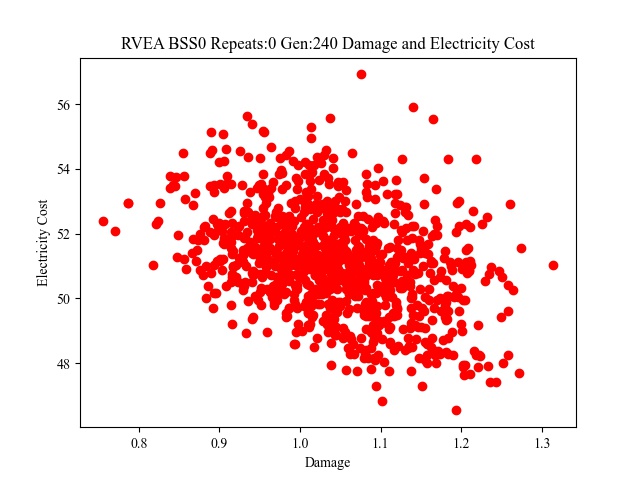 RVEA BSS0 Repeats:0 Gen:240 Damage and Electricity Cost
Electricity Cost
56
54
52
50
48
0.8 0.9 1.0 1.1 1.2 1.3
Damage